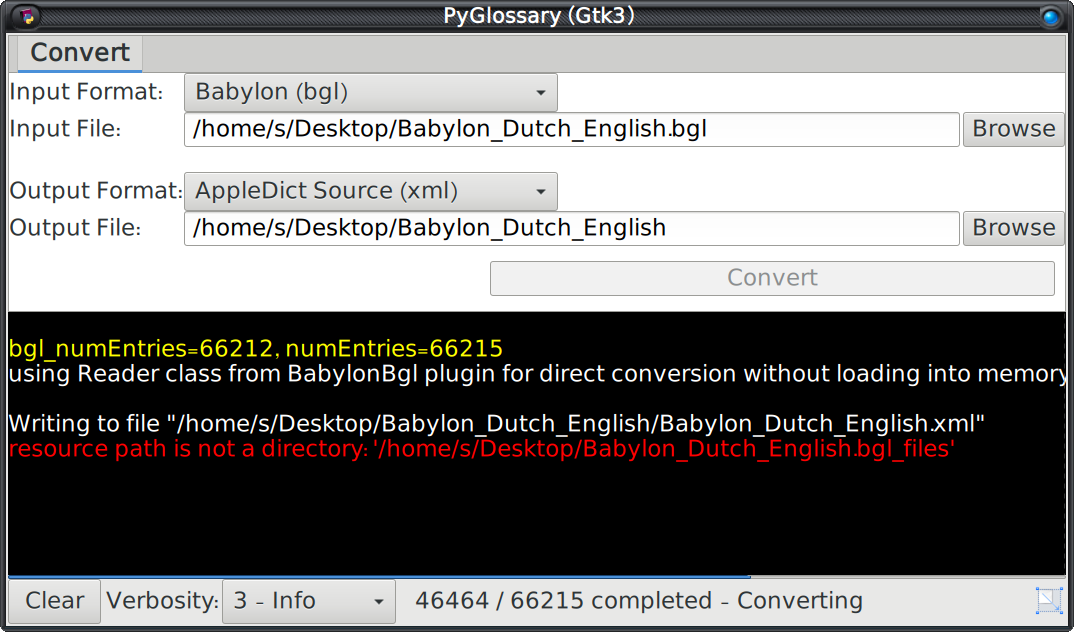 PyGlossary (Gtk3)
Convert
Input Format: Babylon (bgl)
Input File: /home/s/Desktop/Babylon_Dutch_English.bgl Browse
Output Format: AppleDict Source (xml)
Output File: /home/s/Desktop/Babylon_Dutch_English Browse
Convert
bgl_numEntries=66212, numEntries=66215
using Reader class from BabylonBgl plugin for direct conversion without loading into memory
Writing to file "/home/s/Desktop/Babylon_Dutch_English/Babylon_Dutch_English.xml"
resource path is not a directory: '/home/s/Desktop/Babylon_Dutch_English.bgl_files'
Clear Verbosity: 3 - Info 46464 / 66215 completed - Converting